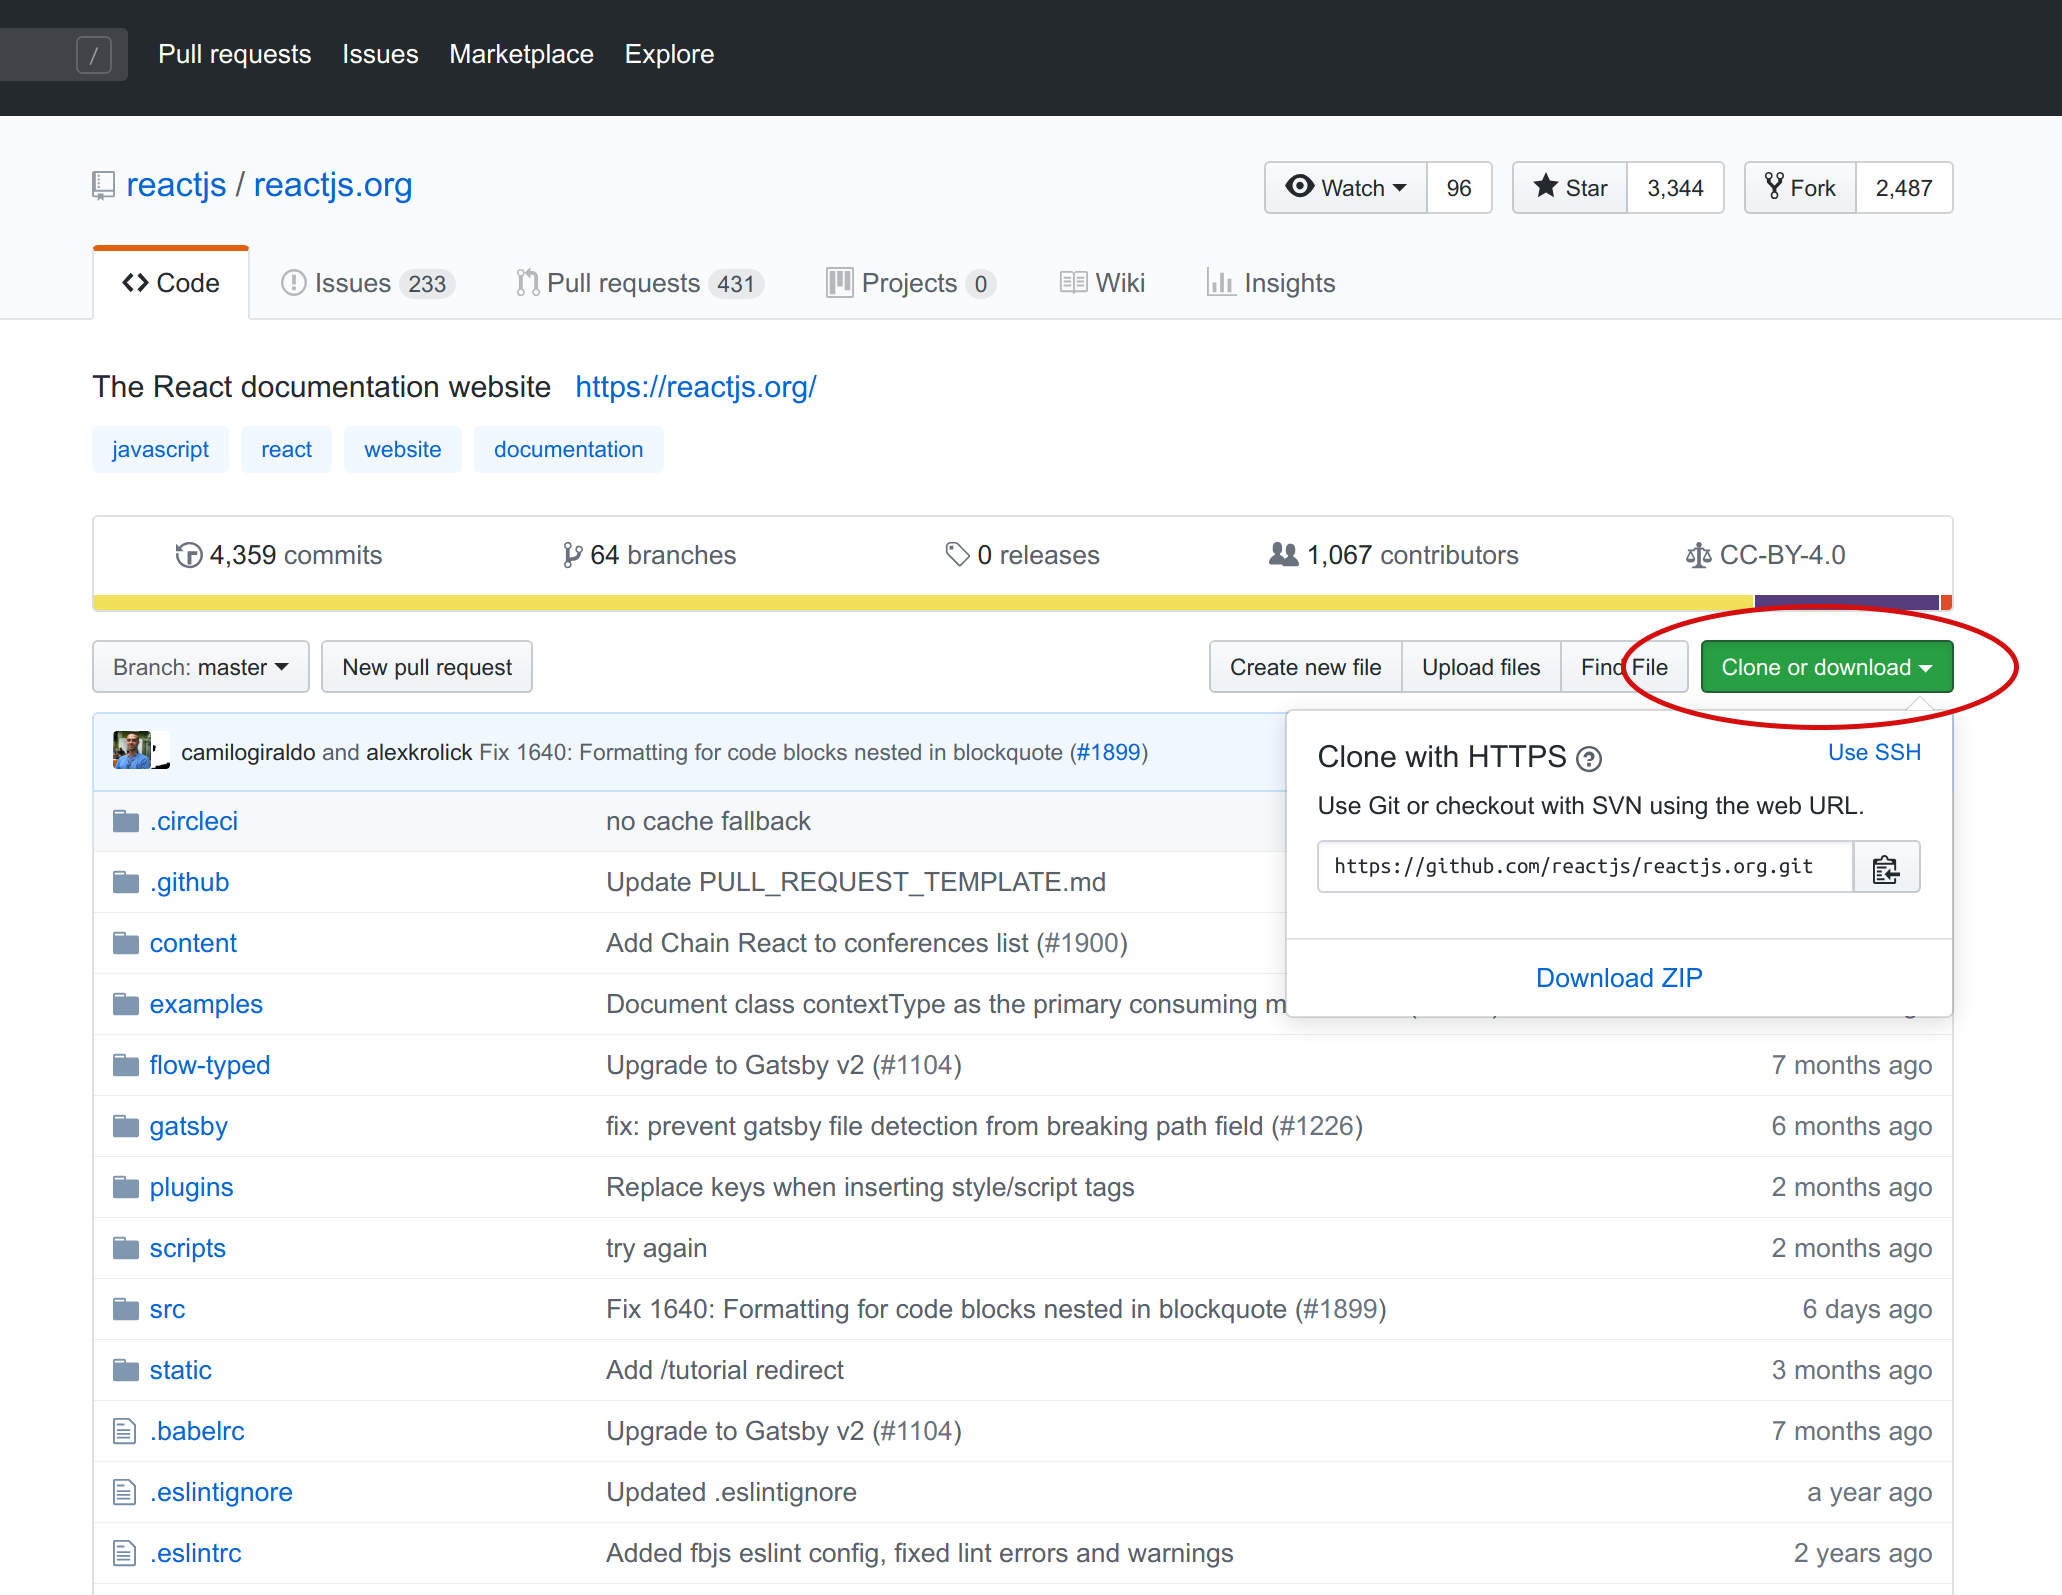 / Pull requests Issues Marketplace Explore
reactjs / reactjs.org Watch 96 Star 3,344 Fork 2,487
Code Issues 233 Pull requests 431 Projects 0 Wiki Insights
The React documentation website https://reactjs.org/
javascript react website documentation
4,359 commits 64 branches 0 releases 1,067 contributors CC-BY-4.0
Branch: master New pull request Create new file Upload files Find File Clone or download
camilogiraldo and alexkrolick Fix 1640: Formatting for code blocks nested in blockquote (#1899)
Clone with HTTPS ? Use SSH
Use Git or checkout with SVN using the web URL.
https://github.com/reactjs/reactjs.org.git
Download ZIP
.circleci no cache fallback
.github Update PULL_REQUEST_TEMPLATE.md
content Add Chain React to conferences list (#1900)
examples Document class contextType as the primary consuming
flow-typed Upgrade to Gatsby v2 (#1104) 7 months ago
gatsby fix: prevent gatsby file detection from breaking path field (#1226) 6 months ago
plugins Replace keys when inserting style/script tags 2 months ago
scripts try again 2 months ago
src Fix 1640: Formatting for code blocks nested in blockquote (#1899) 6 days ago
static Add /tutorial redirect 3 months ago
.babelrc Upgrade to Gatsby v2 (#1104) 7 months ago
.eslintignore Updated .eslintignore a year ago
.eslintrc Added fbjs eslint config, fixed lint errors and warnings 2 years ago